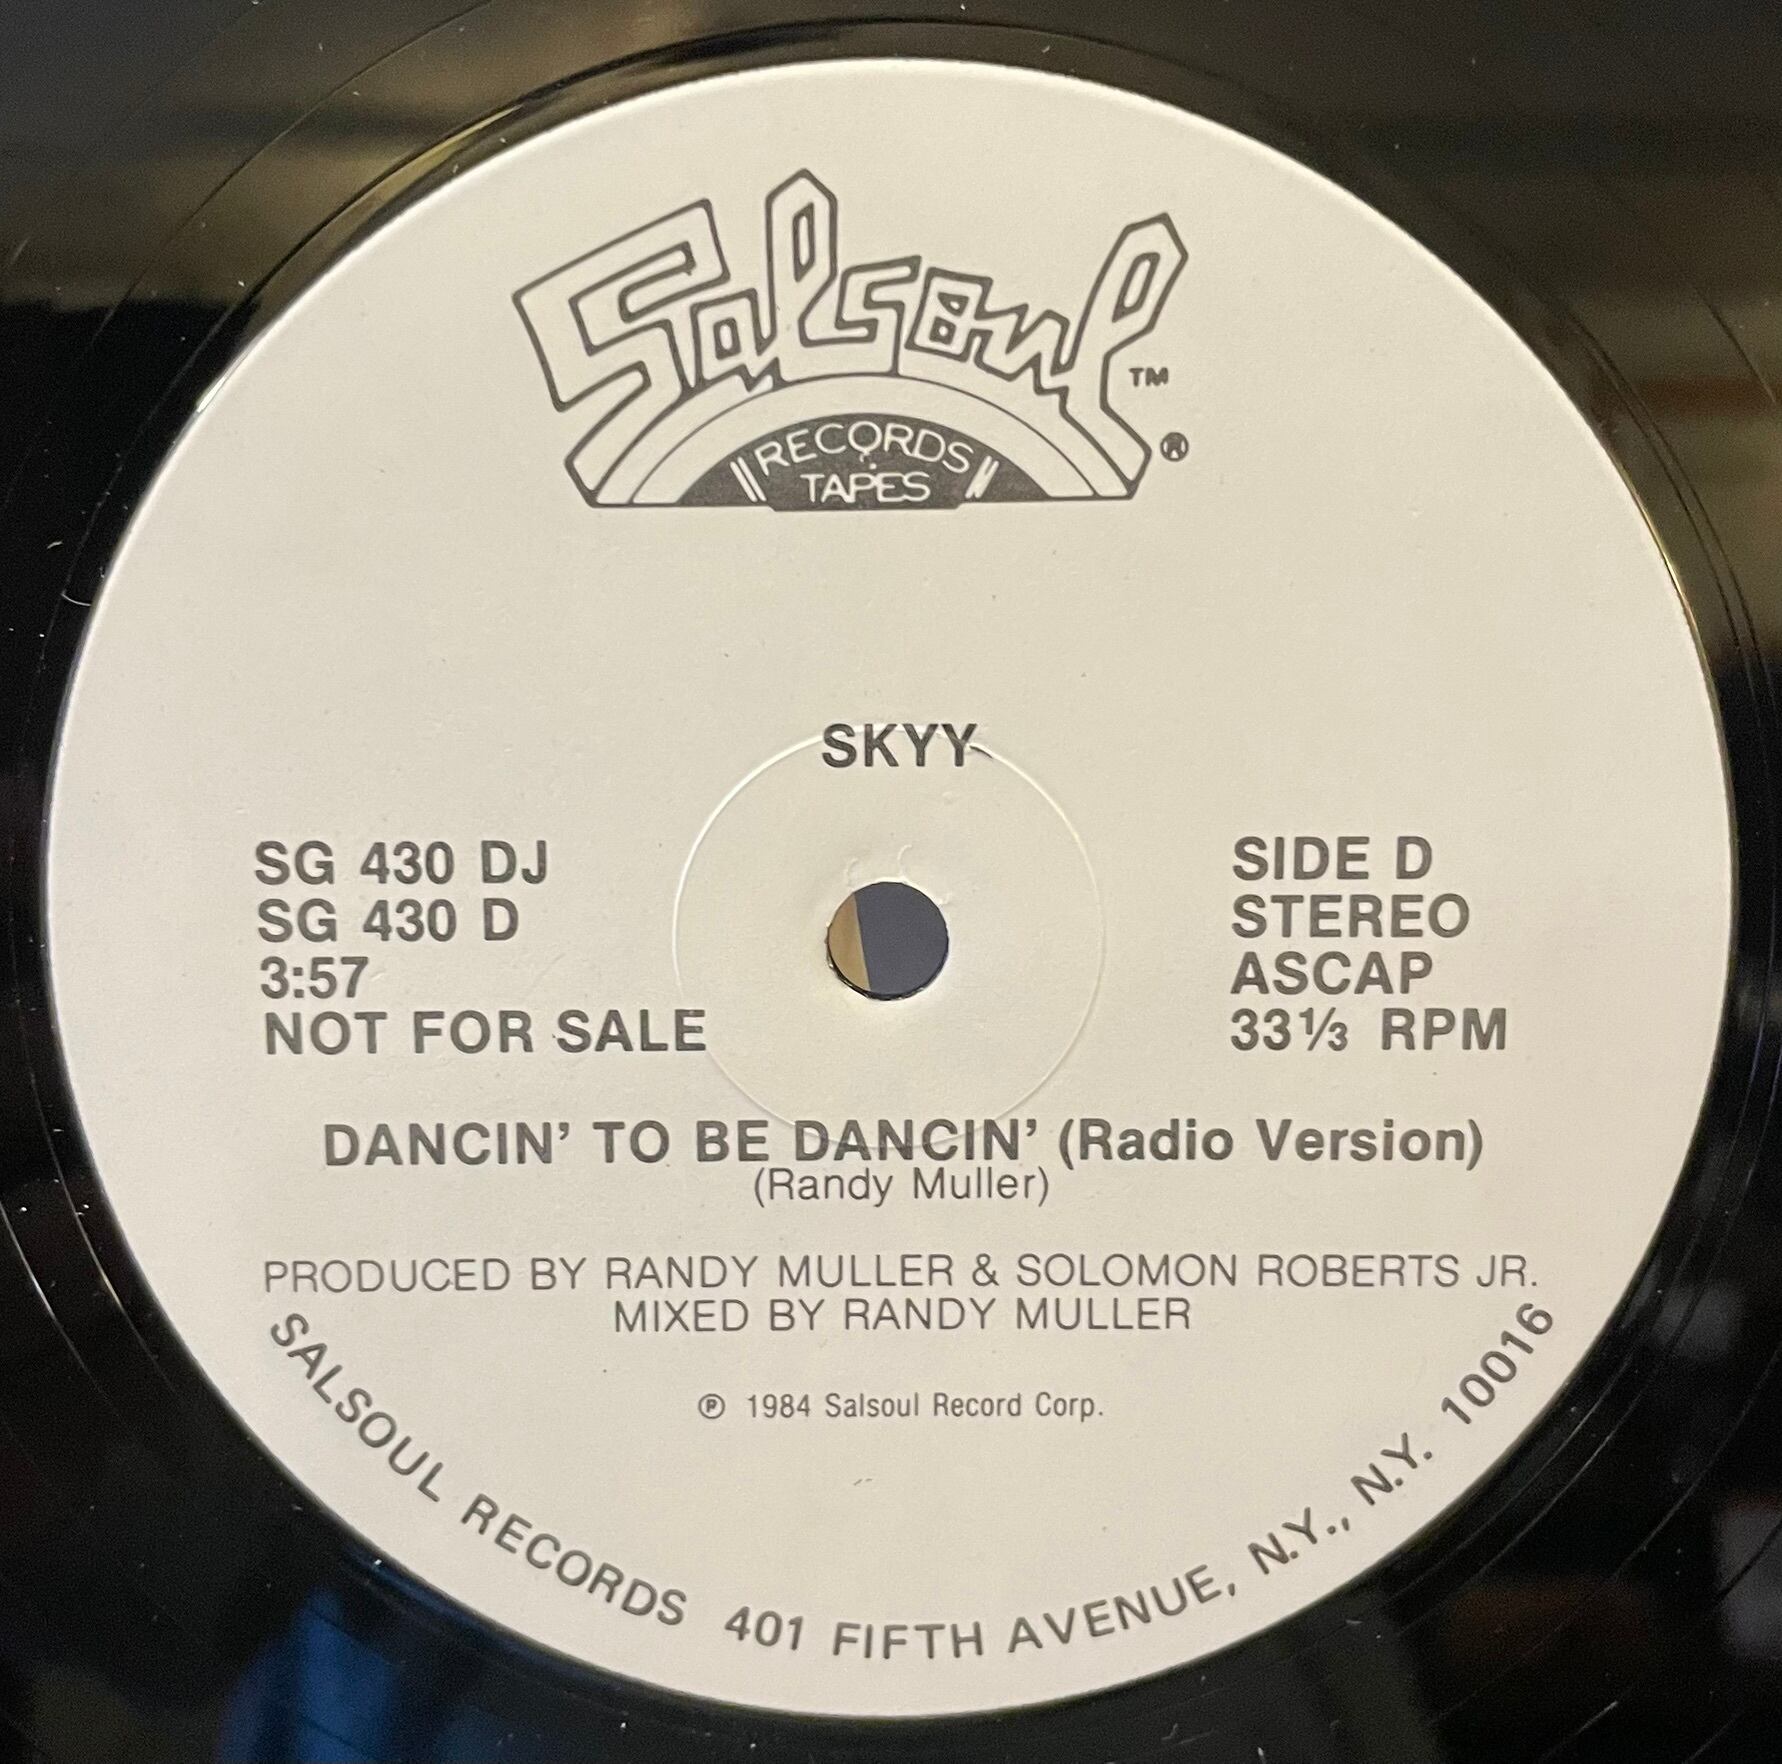 Salsoul
TM
®
RECORDS
TAPES
SKYY
SG 430 DJ
SG 430 D
3:57
NOT FOR SALE
SIDE D
STEREO
ASCAP
33⅓ RPM
DANCIN' TO BE DANCIN' (Radio Version)
(Randy Muller)
PRODUCED BY RANDY MULLER & SOLOMON ROBERTS JR.
MIXED BY RANDY MULLER
℗ 1984 Salsoul Record Corp.
SALSOUL RECORDS 401 FIFTH AVENUE, N.Y., N.Y. 10016